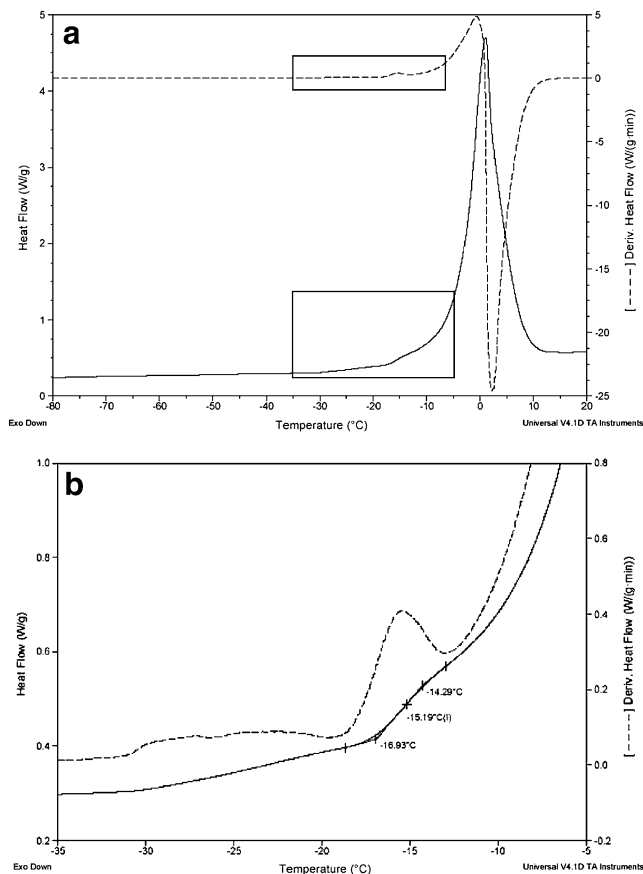 a
5
4
3
2
1
0
Heat Flow (W/g)
5
0
-5
-10
-15
-20
-25
[ – – – – ] Deriv. Heat Flow (W/(g·min))
-80 -70 -60 -50 -40 -30 -20 -10 0 10 20
Exo Down Temperature (°C) Universal V4.1D TA Instruments
b
1.0
0.8
0.6
0.4
0.2
Heat Flow (W/g)
-14.29°C
-15.19°C(I)
-16.93°C
0.8
0.6
0.4
0.2
0.0
-0.2
[ – – – – ] Deriv. Heat Flow (W/(g·min))
-35 -30 -25 -20 -15 -10 -5
Exo Down Temperature (°C) Universal V4.1D TA Instruments